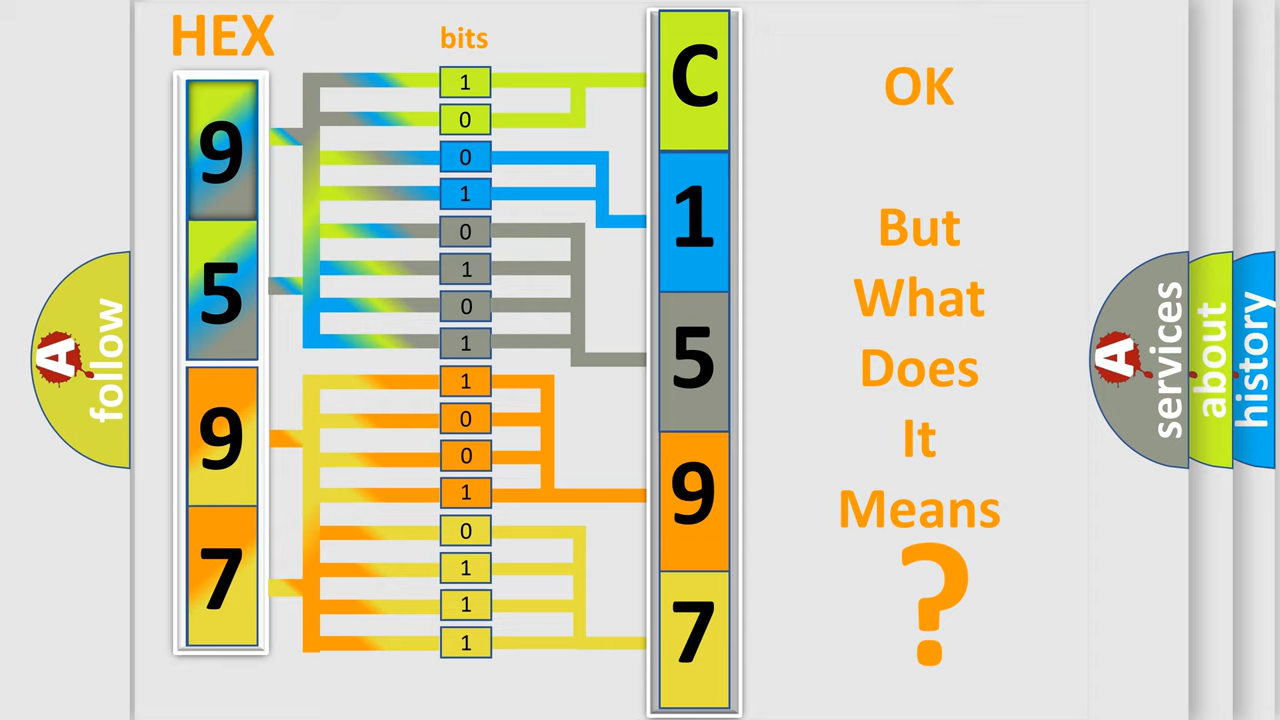 HEX
bits
9
5
9
7
1
0
0
1
0
1
0
1
1
0
0
1
0
1
1
1
C
1
5
9
7
OK
But
What
Does
It
Means
?
A
follow
A
services
about
history